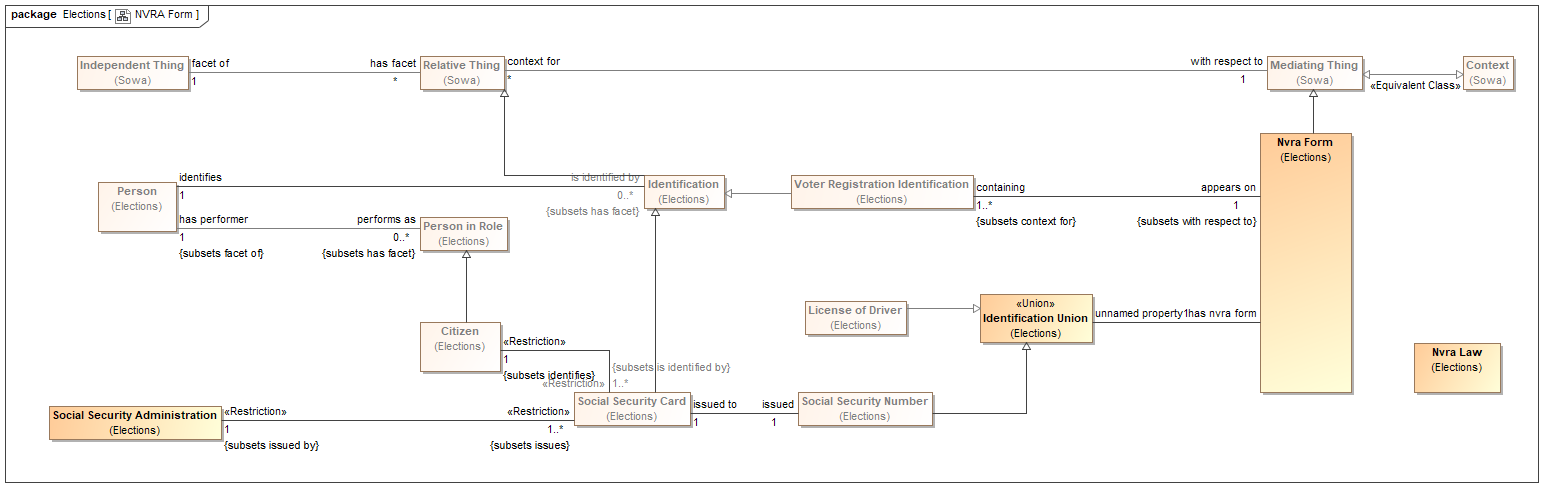 package Elections [ NVRA Form ]
Independent Thing
(Sowa)
facet of
1
has facet
*
Relative Thing
(Sowa)
context for
*
with respect to
1
Mediating Thing
(Sowa)
«Equivalent Class»
Context
(Sowa)
Nvra Form
(Elections)
Person
(Elections)
identifies
1
is identified by
0..*
{subsets has facet}
Identification
(Elections)
Voter Registration Identification
(Elections)
containing
1..*
{subsets context for}
appears on
1
{subsets with respect to}
has performer
1
{subsets facet of}
performs as
0..*
{subsets has facet}
Person in Role
(Elections)
License of Driver
(Elections)
«Union»
Identification Union
(Elections)
unnamed property1
has nvra form
Citizen
(Elections)
«Restriction»
1
{subsets identifies}
{subsets is identified by}
«Restriction»
1..*
Nvra Law
(Elections)
Social Security Administration
(Elections)
«Restriction»
1
{subsets issued by}
«Restriction»
1..*
{subsets issues}
Social Security Card
(Elections)
issued to
1
issued
1
Social Security Number
(Elections)